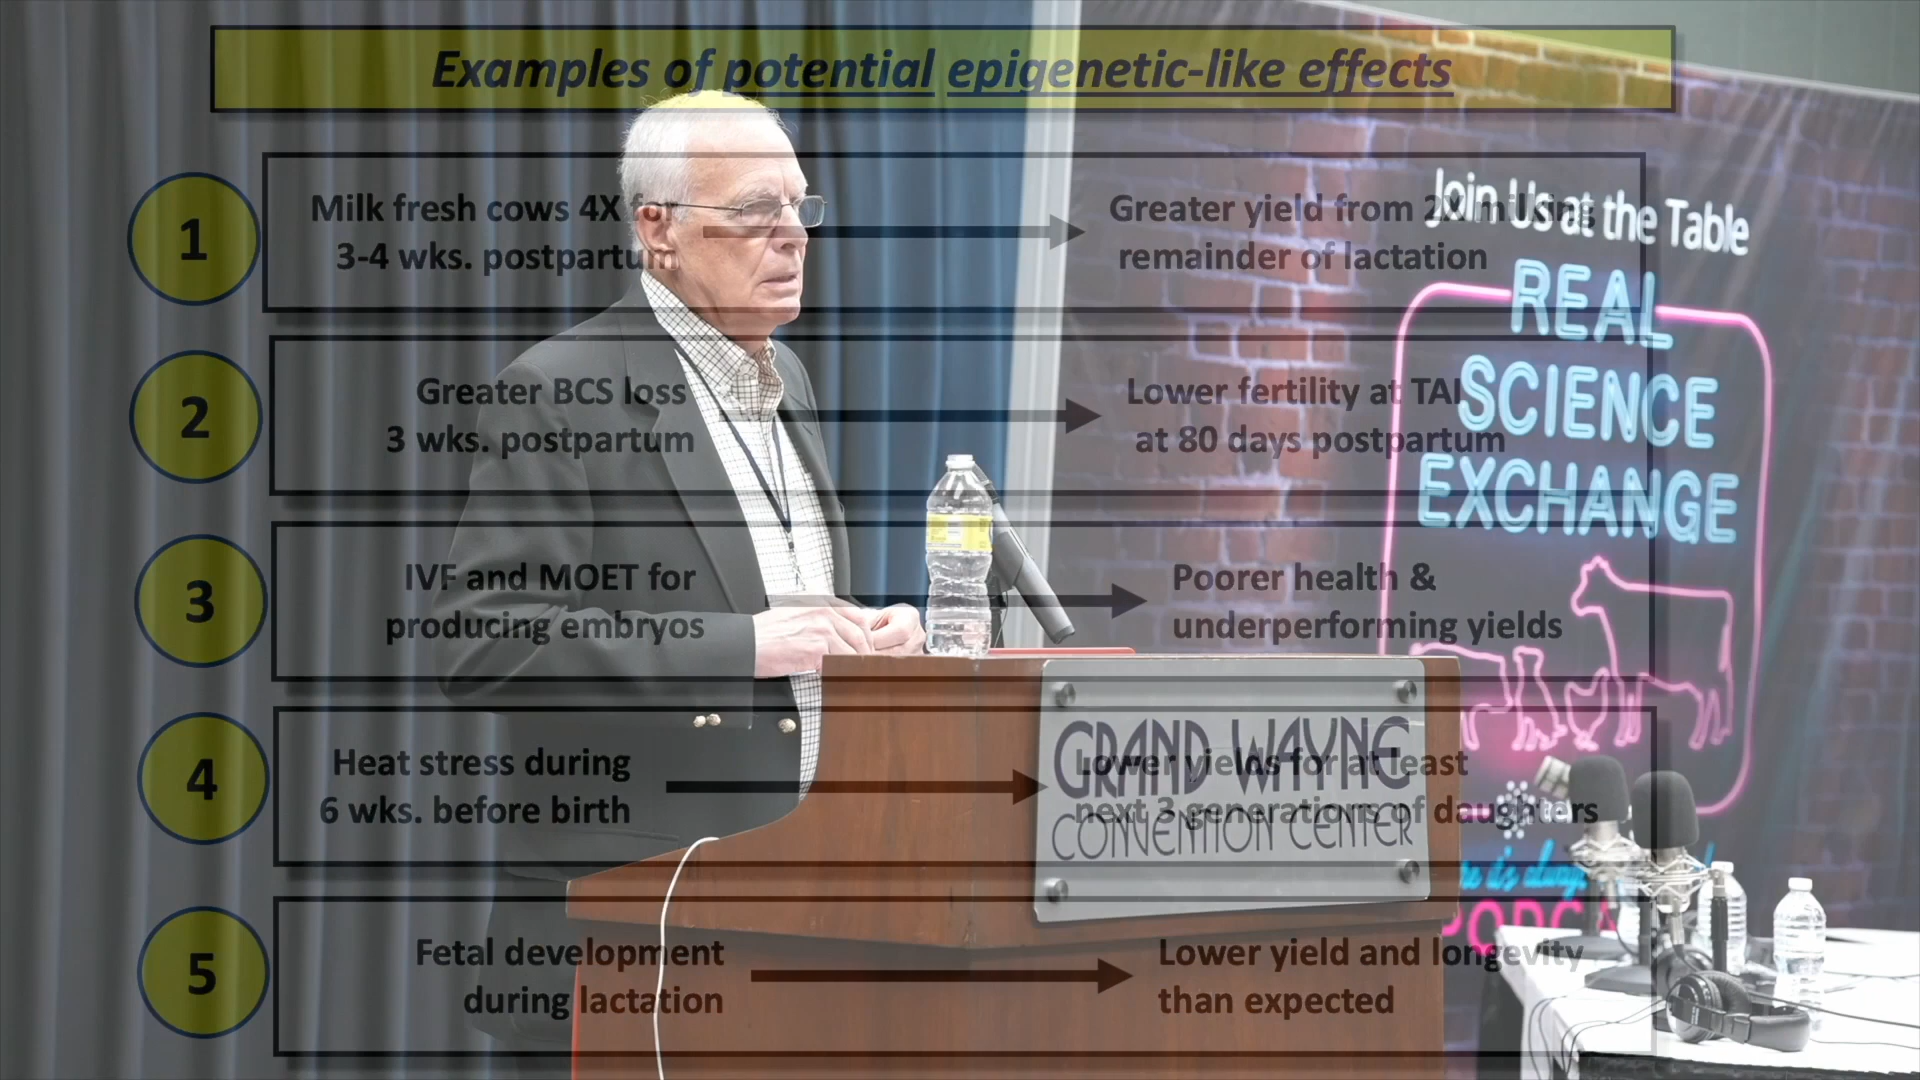 Examples of potential epigenetic-like effects
1
Milk fresh cows 4X
3-4 wks. postpartum
Greater yield from 2X milking
remainder of lactation
2
Greater BCS loss
3 wks. postpartum
Lower fertility at TAI
at 80 days postpartum
3
IVF and MOET for
producing embryos
Poorer health &
underperforming yields
4
Heat stress during
6 wks. before birth
Lower yields for at least
next 3 generations of daughters
5
Fetal development
during lactation
Lower yield and longevity
than expected
Join Us at the Table
REAL
SCIENCE
EXCHANGE
GRAND WAYNE
CONVENTION CENTER